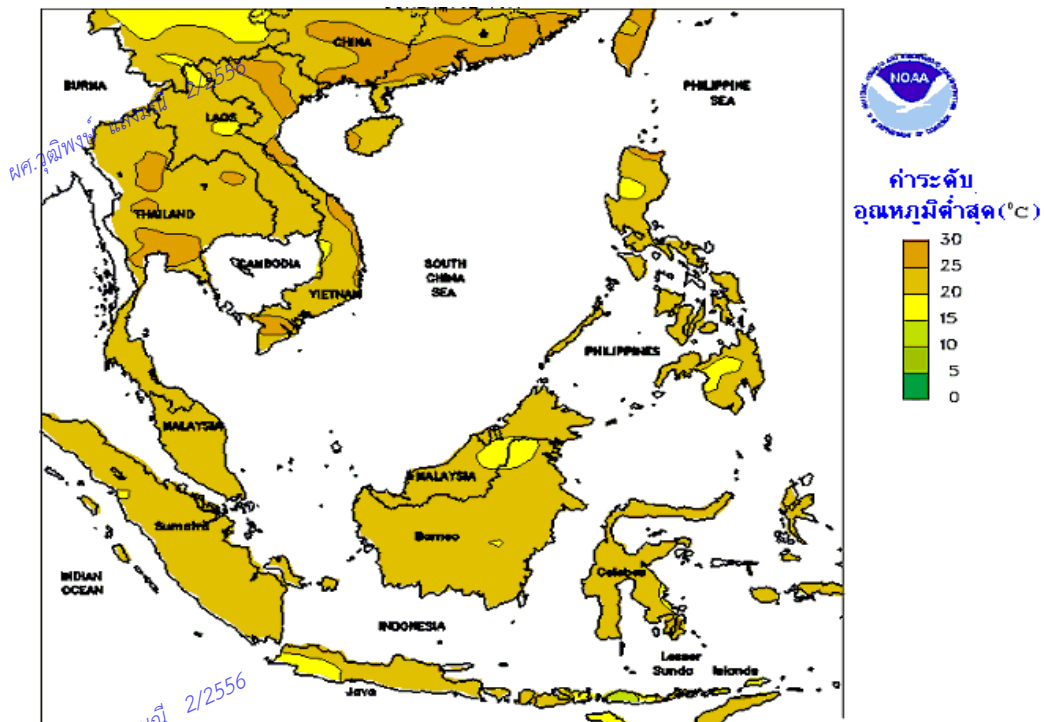 CHINA
BURMA
PHILIPPINE
SEA
ผศ.วุฒิพงษ์ แสงมณี 2/2556
LAOS
NOAA
ค่าระดับ
อุณหภูมิต่ำสุด(°C)
THAILAND
30
25
20
15
10
5
0
CAMBODIA
SOUTH
CHINA
SEA
VIETNAM
PHILIPPINES
MALAYSIA
MALAYSIA
Sumatra
Borneo
INDIAN
OCEAN
Celebes
INDONESIA
Lesser
Sunda Islands
Java
2/2556